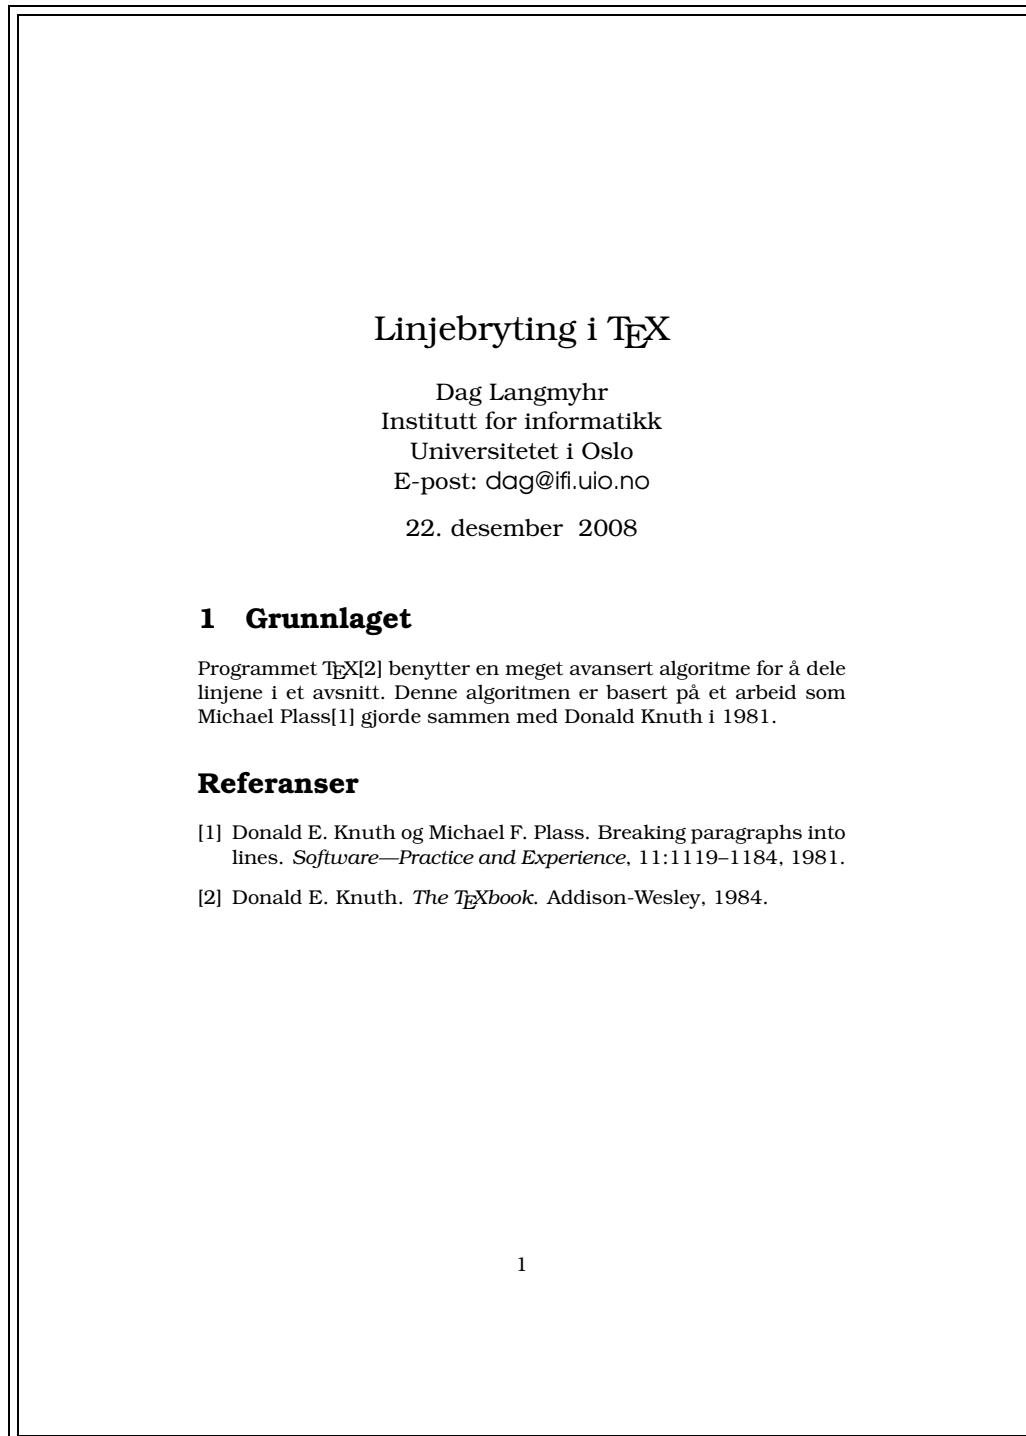 Linjebryting i TEX
Dag Langmyhr
Institutt for informatikk
Universitetet i Oslo
E-post: dag@ifi.uio.no
22. desember 2008
1 Grunnlaget
Programmet TEX[2] benytter en meget avansert algoritme for å dele
linjene i et avsnitt. Denne algoritmen er basert på et arbeid som
Michael Plass[1] gjorde sammen med Donald Knuth i 1981.
Referanser
[1] Donald E. Knuth og Michael F. Plass. Breaking paragraphs into
lines. Software—Practice and Experience, 11:1119–1184, 1981.
[2] Donald E. Knuth. The TEXbook. Addison-Wesley, 1984.
1